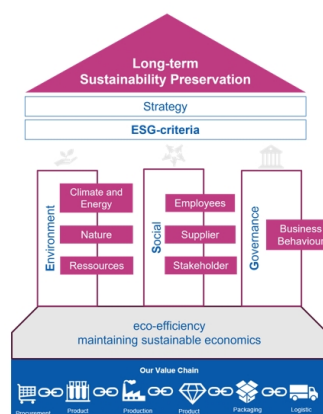 Long-term
Sustainability Preservation
Strategy
ESG-criteria
Environment
Climate and
Energy
Nature
Ressources
Social
Employees
Supplier
Stakeholder
Governance
Business
Behaviour
eco-efficiency
maintaining sustainable economics
Our Value Chain
Procurement
Product
Production
Product
Packaging
Logistic